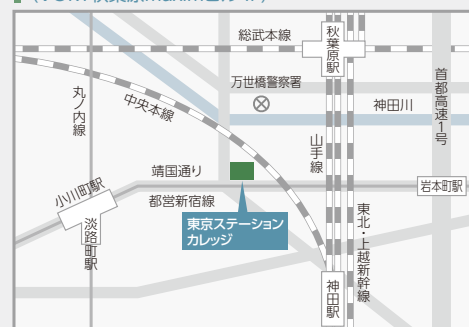 総武本線
秋葉原駅
万世橋警察署
首都高速1号
丸ノ内線
中央本線
神田川
山手線
靖国通り
小川町駅
都営新宿線
岩本町駅
淡路町駅
東京ステーション
カレッジ
東北・上越新幹線
神田駅